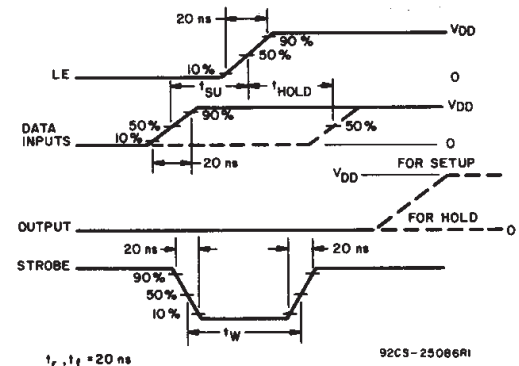 20 ns
VDD
90%
50%
10%
LE
0
tSU
tHOLD
VDD
90%
50%
50%
DATA
INPUTS
10%
0
20 ns
FOR SETUP
VDD
FOR HOLD
OUTPUT
0
20 ns
20 ns
STROBE
90%
50%
10%
tW
tr, tf = 20 ns
92CS-25086R1